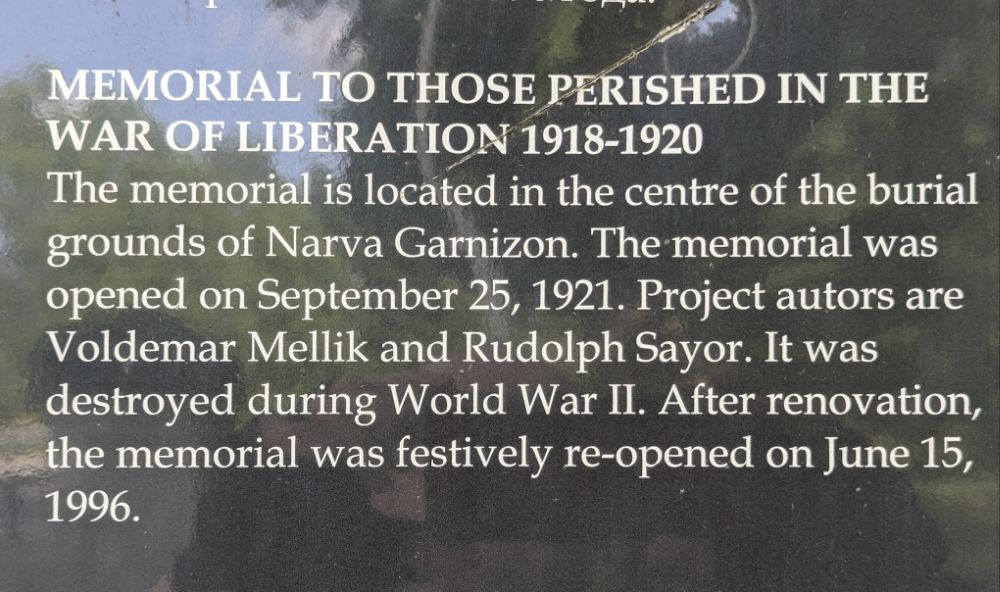 MEMORIAL TO THOSE PERISHED IN THE
WAR OF LIBERATION 1918-1920
The memorial is located in the centre of the burial
grounds of Narva Garnizon. The memorial was
opened on September 25, 1921. Project autors are
Voldemar Mellik and Rudolph Sayor. It was
destroyed during World War II. After renovation,
the memorial was festively re-opened on June 15,
1996.